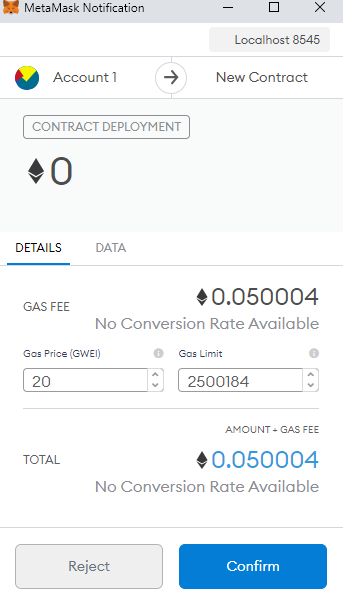 MetaMask Notification
Localhost 8545
Account 1 New Contract
CONTRACT DEPLOYMENT
0
DETAILS DATA
GAS FEE 0.050004
No Conversion Rate Available
Gas Price (GWEI) Gas Limit
20 2500184
AMOUNT + GAS FEE
TOTAL 0.050004
No Conversion Rate Available
Reject Confirm